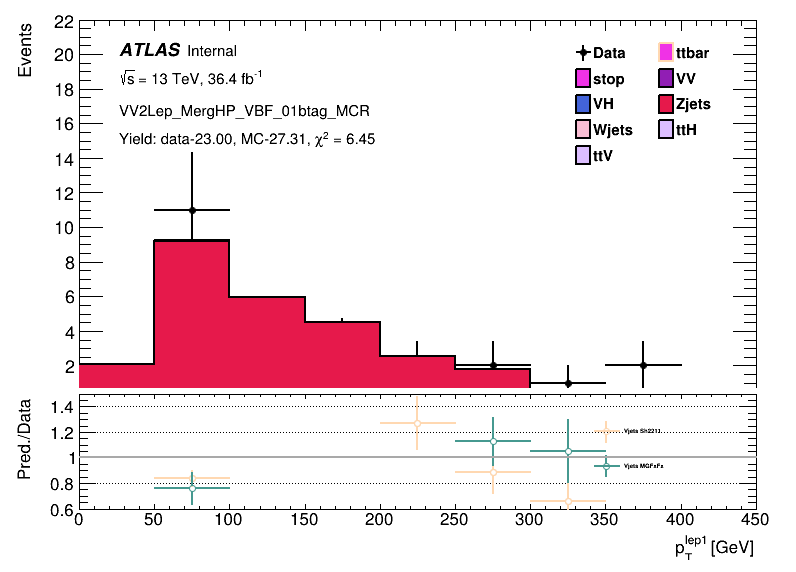 Events
22
20
18
16
14
12
10
8
6
4
2
ATLAS Internal
√s = 13 TeV, 36.4 fb⁻¹
VV2Lep_MergHP_VBF_01btag_MCR
Yield: data-23.00, MC-27.31, χ² = 6.45
Data
ttbar
stop
VV
VH
Zjets
Wjets
ttH
ttV
Pred./Data
1.4
1.2
1
0.8
0.6
Vjets Sh2211
Vjets MGFxFx
0 50 100 150 200 250 300 350 400 450
p_T^lep1 [GeV]